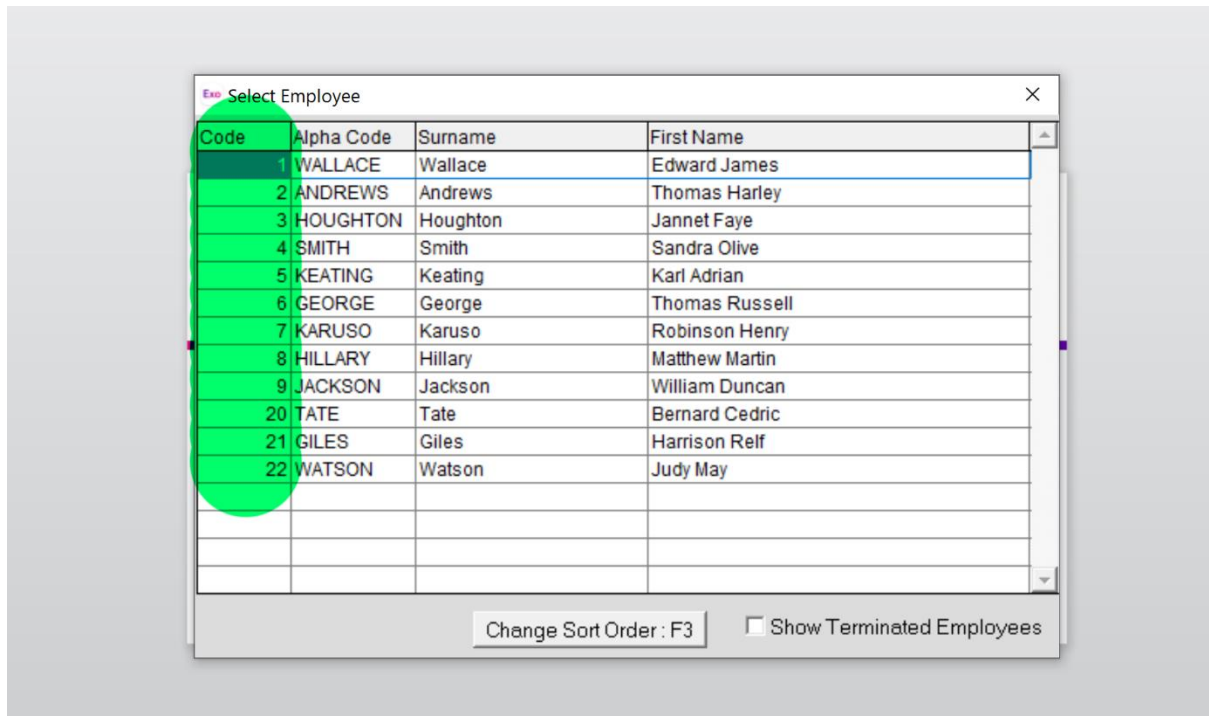 Exo Select Employee
Code Alpha Code Surname First Name
1 WALLACE Wallace Edward James
2 ANDREWS Andrews Thomas Harley
3 HOUGHTON Houghton Jannet Faye
4 SMITH Smith Sandra Olive
5 KEATING Keating Karl Adrian
6 GEORGE George Thomas Russell
7 KARUSO Karuso Robinson Henry
8 HILLARY Hillary Matthew Martin
9 JACKSON Jackson William Duncan
20 TATE Tate Bernard Cedric
21 GILES Giles Harrison Relf
22 WATSON Watson Judy May
Change Sort Order : F3 Show Terminated Employees